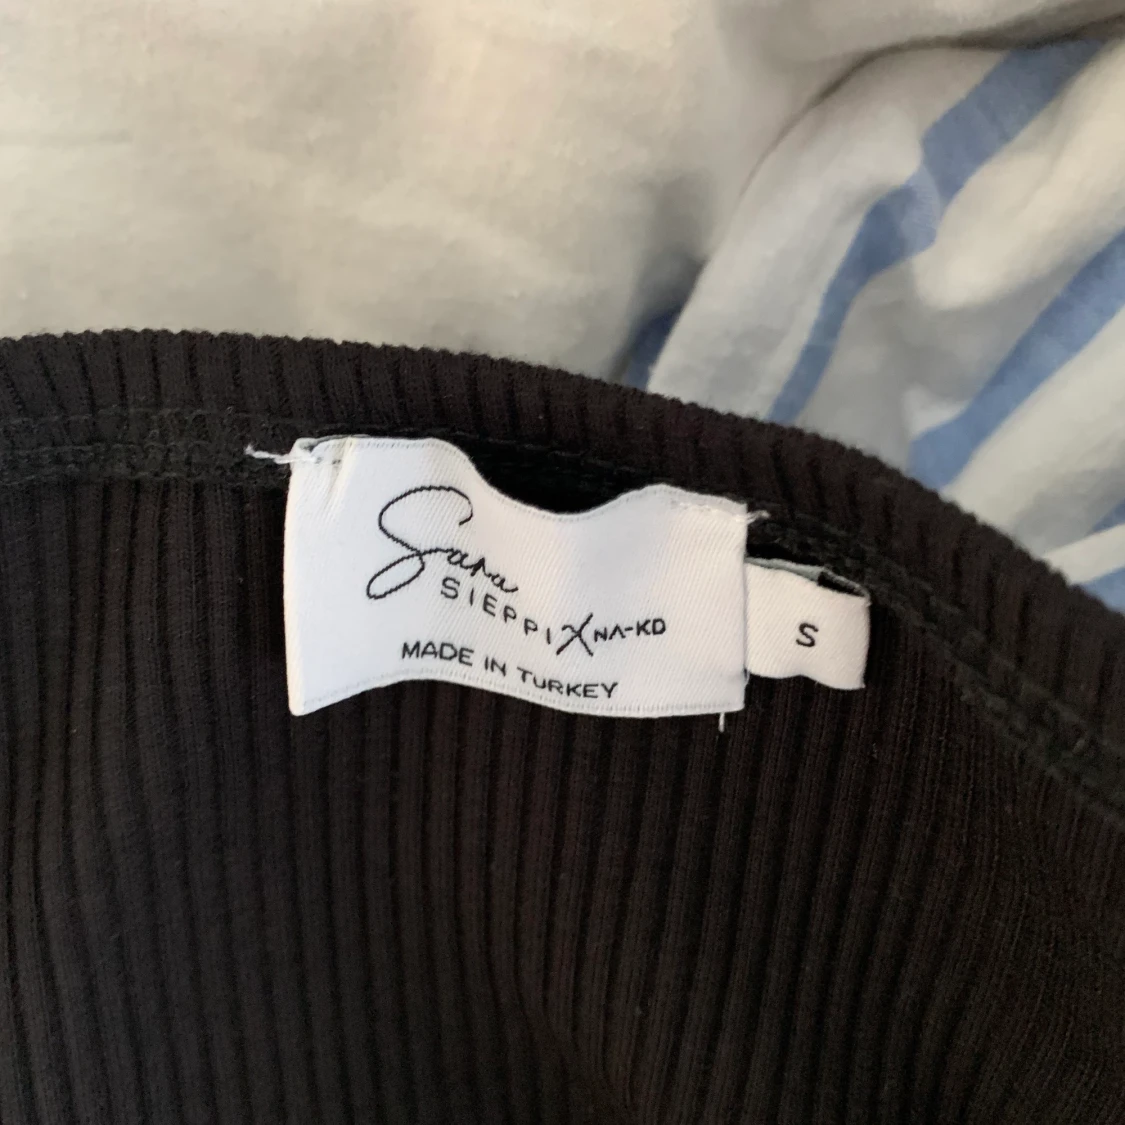 Sara
SIEPPI X NA-KD
MADE IN TURKEY
S